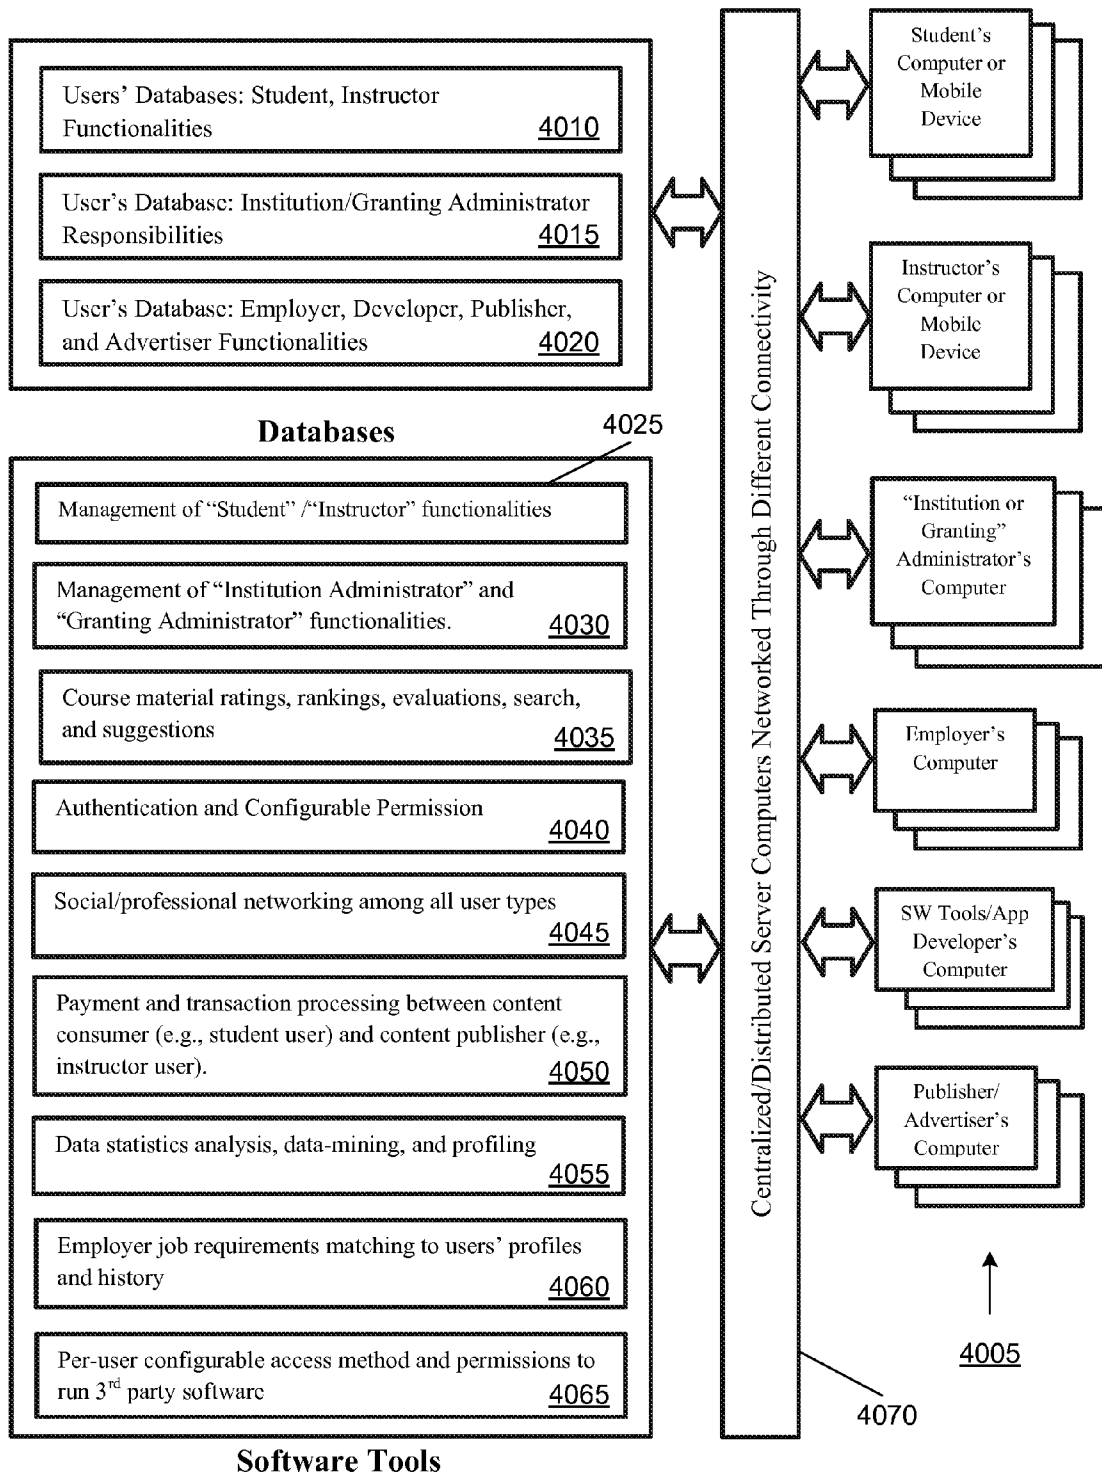 Users' Databases: Student, Instructor
Functionalities
4010
User's Database: Institution/Granting Administrator
Responsibilities
4015
User's Database: Employer, Developer, Publisher,
and Advertiser Functionalities
4020
Databases
4025
Management of “Student” /“Instructor” functionalities
Management of “Institution Administrator” and
“Granting Administrator” functionalities.
4030
Course material ratings, rankings, evaluations, search,
and suggestions
4035
Authentication and Configurable Permission
4040
Social/professional networking among all user types
4045
Payment and transaction processing between content
consumer (e.g., student user) and content publisher (e.g.,
instructor user).
4050
Data statistics analysis, data-mining, and profiling
4055
Employer job requirements matching to users' profiles
and history
4060
Per-user configurable access method and permissions to
run 3rd party software
4065
Software Tools
Centralized/Distributed Server Computers Networked Through Different Connectivity
4070
Student's
Computer or
Mobile
Device
Instructor's
Computer or
Mobile
Device
“Institution or
Granting”
Administrator's
Computer
Employer's
Computer
SW Tools/App
Developer's
Computer
Publisher/
Advertiser's
Computer
4005